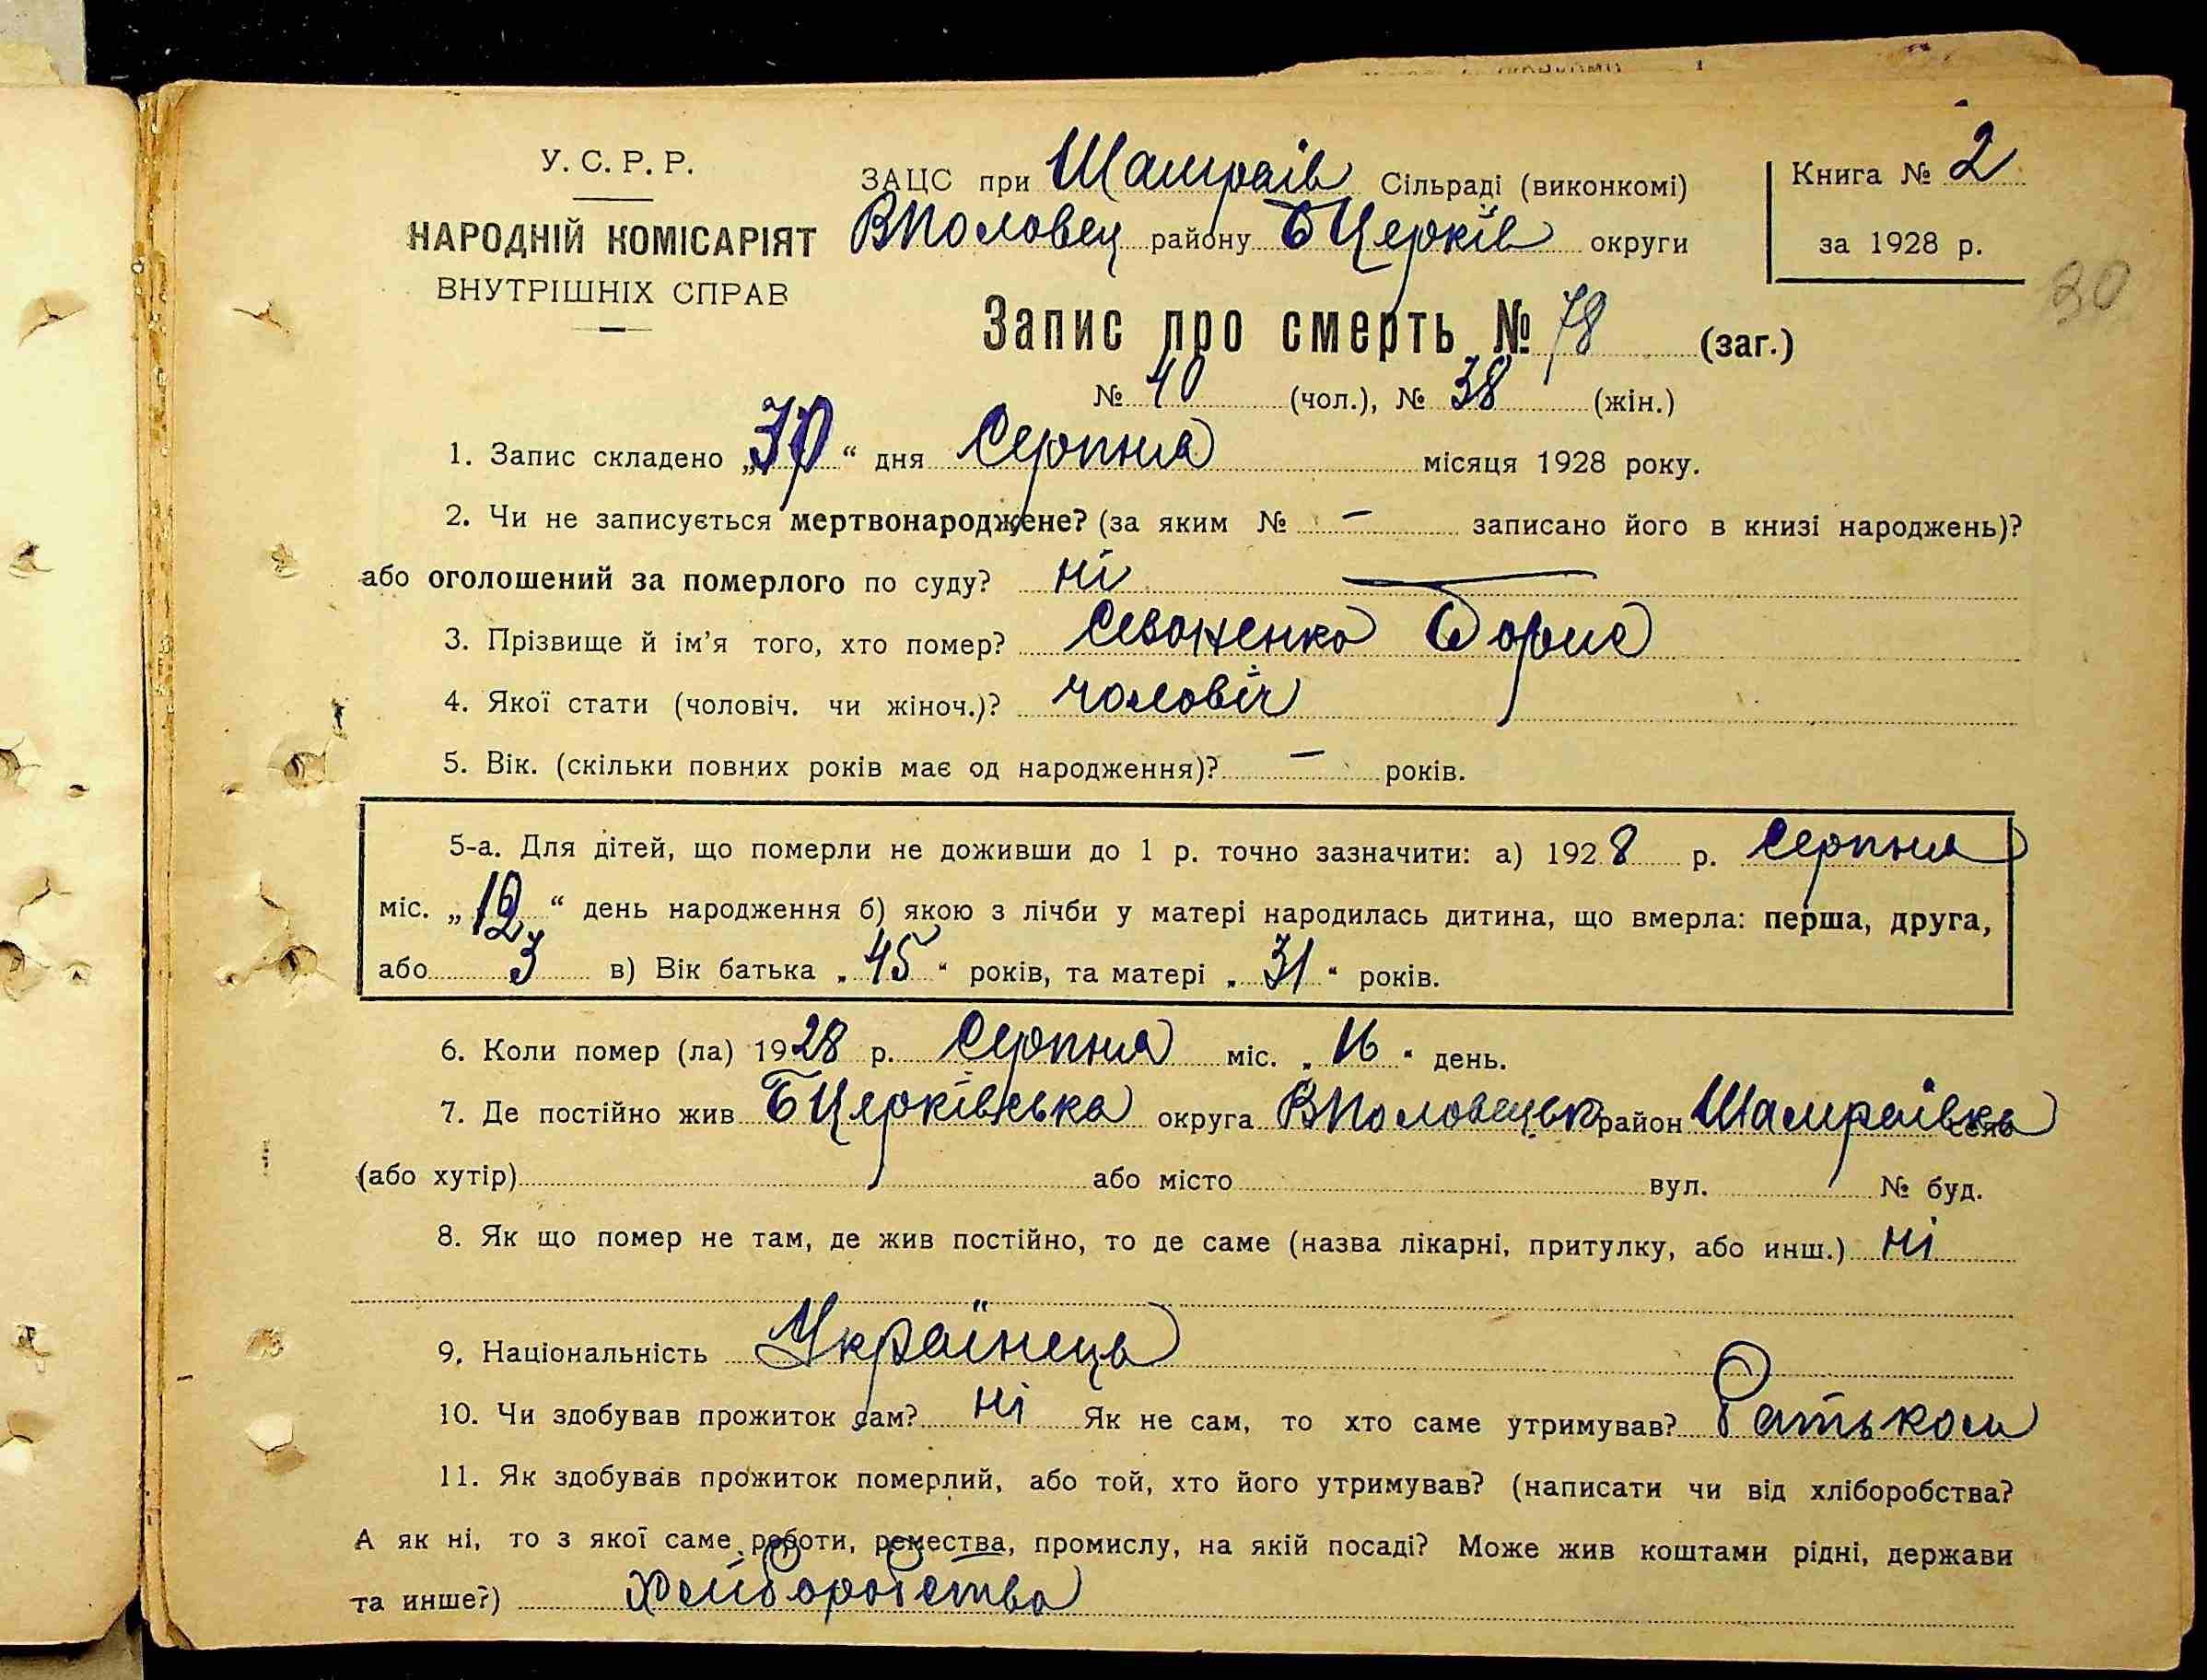 У. С. Р. Р.
НАРОДНІЙ КОМІСАРІЯТ
ВНУТРІШНІХ СПРАВ
ЗАЦС при Шамраїв Сільраді (виконкомі)
ВПоловец району БЦерків округи
Книга № 2
за 1928 р.
30
Запис про смерть № 78 (заг.)
№ 40 (чол.), № 38 (жін.)
1. Запис складено „ “ дня Серпня місяця 1928 року.
2. Чи не записується мертвонароджене? (за яким № – записано його в книзі народжень)?
або оголошений за померлого по суду? ні —
3. Прізвище й ім’я того, хто помер? Борис
4. Якої стати (чоловіч. чи жіноч.)? чоловіч
5. Вік. (скільки повних років має од народження)? – років.
5-а. Для дітей, що померли не доживши до 1 р. точно зазначити: а) 1928 р. Серпня
міс. „ “ день народження б) якою з лічби у матері народилась дитина, що вмерла: перша, друга,
або 3 в) Вік батька „45“ років, та матері „31“ років.
6. Коли помер (ла) 1928 р. Серпня міс. „16“ день.
7. Де постійно жив БЦерківська округа ВПоловецьк район Шамраївка село
(або хутір) або місто вул. № буд.
8. Як що помер не там, де жив постійно, то де саме (назва лікарні, притулку, або инш.) ні
9. Національність Українець
10. Чи здобував прожиток сам? ні Як не сам, то хто саме утримував? Батьком
11. Як здобував прожиток померлий, або той, хто його утримував? (написати чи від хліборобства?
А як ні, то з якої саме роботи, ремества, промислу, на якій посаді? Може жив коштами рідні, держави
та инше?) Хліборобства